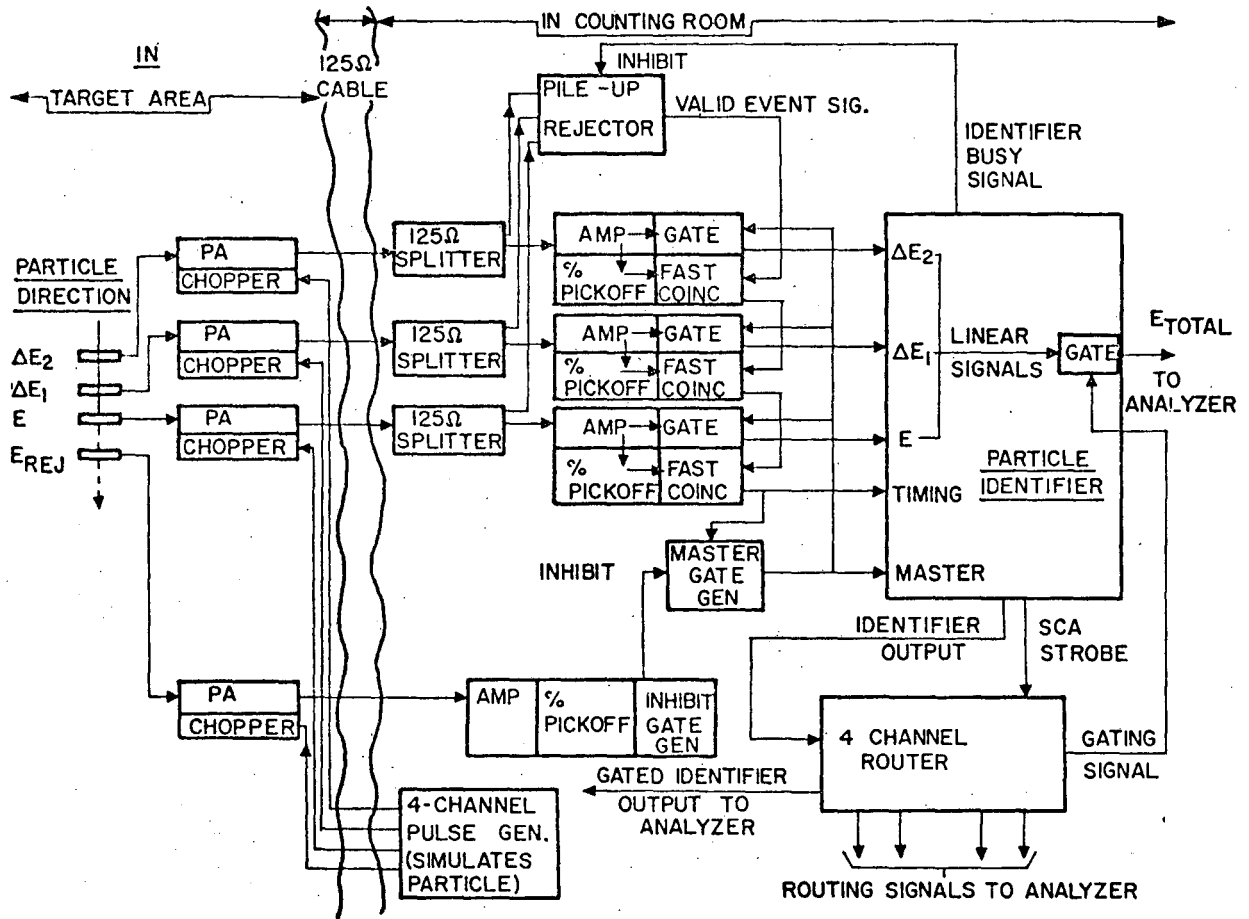 IN COUNTING ROOM
IN
TARGET AREA
125Ω
CABLE
INHIBIT
PILE-UP
REJECTOR
VALID EVENT SIG.
IDENTIFIER
BUSY
SIGNAL
PARTICLE
DIRECTION
ΔE2
ΔE1
E
EREJ
PA
CHOPPER
PA
CHOPPER
PA
CHOPPER
125Ω
SPLITTER
125Ω
SPLITTER
125Ω
SPLITTER
AMP GATE
% PICKOFF FAST COINC
AMP GATE
% PICKOFF FAST COINC
AMP GATE
% PICKOFF FAST COINC
ΔE2
ΔE1
E
LINEAR
SIGNALS
GATE
ETOTAL
TO
ANALYZER
PARTICLE
IDENTIFIER
TIMING
MASTER
INHIBIT
MASTER
GATE
GEN
IDENTIFIER
OUTPUT
SCA
STROBE
PA
CHOPPER
AMP
%
PICKOFF
INHIBIT
GATE
GEN
4 CHANNEL
ROUTER
GATING
SIGNAL
GATED IDENTIFIER
OUTPUT TO
ANALYZER
4-CHANNEL
PULSE GEN.
(SIMULATES
PARTICLE)
ROUTING SIGNALS TO ANALYZER